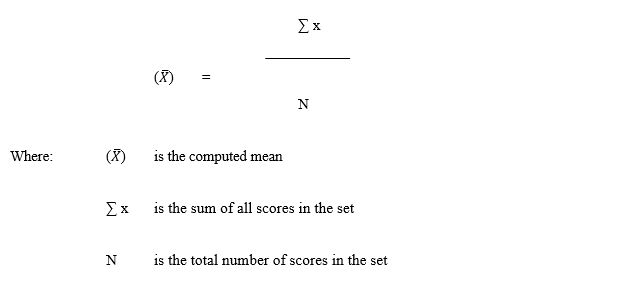 ∑ x
(X̄) =
N
Where: (X̄) is the computed mean
∑ x is the sum of all scores in the set
N is the total number of scores in the set